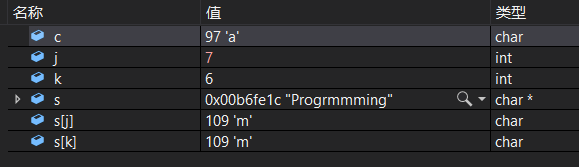 名称 值 类型
c 97 'a' char
j 7 int
k 6 int
s 0x00b6fe1c "Progrmmming" char *
s[j] 109 'm' char
s[k] 109 'm' char